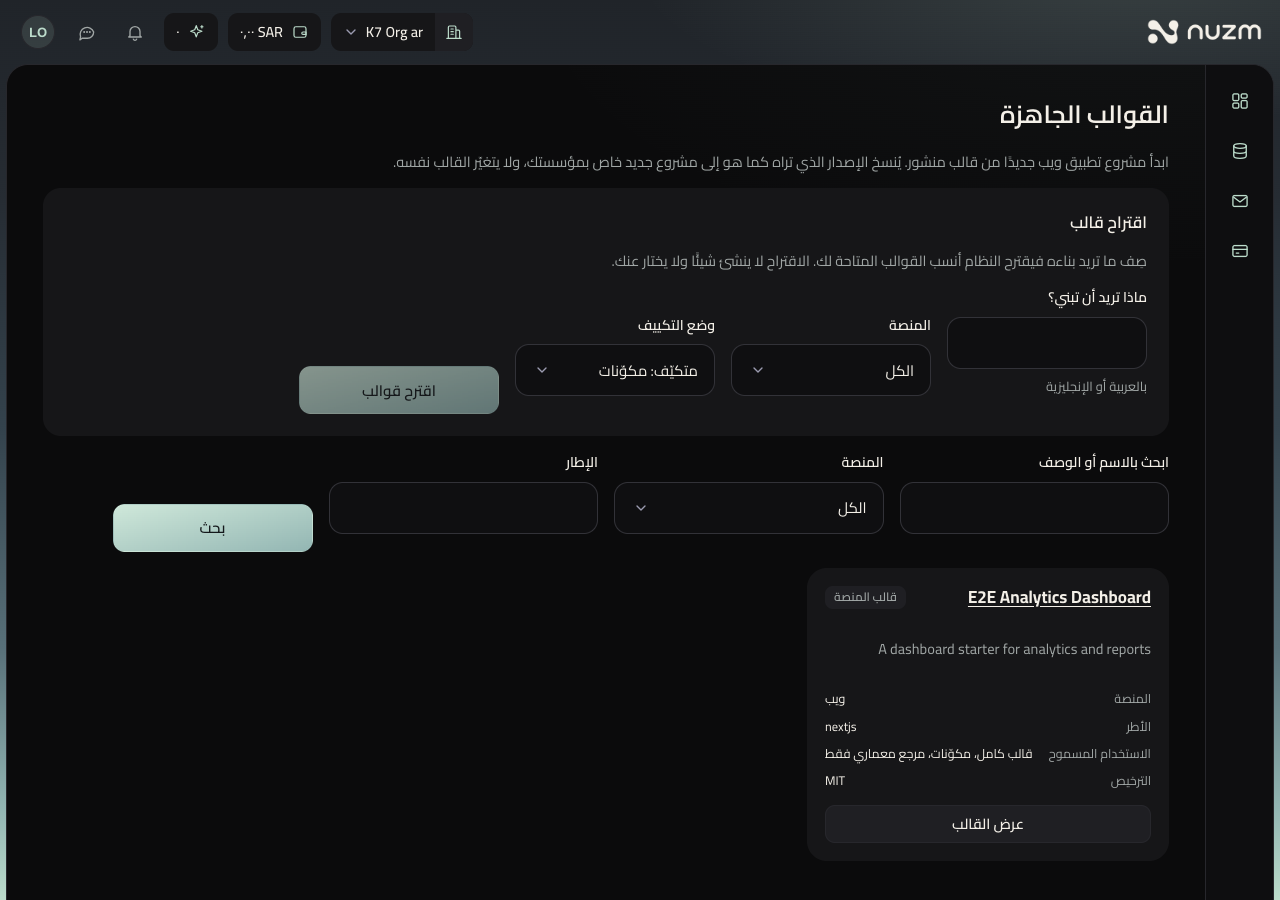 nuzm
K7 Org ar
٠,٠٠ SAR
٠
LO
القوالب الجاهزة
ابدأ مشروع تطبيق ويب جديدًا من قالب منشور. يُنسخ الإصدار الذي تراه كما هو إلى مشروع جديد خاص بمؤسستك، ولا يتغيّر القالب نفسه.
اقتراح قالب
صِف ما تريد بناءه فيقترح النظام أنسب القوالب المتاحة لك. الاقتراح لا ينشئ شيئًا ولا يختار عنك.
ماذا تريد أن تبني؟
بالعربية أو الإنجليزية
المنصة
الكل
وضع التكييف
متكيّف: مكوّنات
اقترح قوالب
ابحث بالاسم أو الوصف
المنصة
الكل
الإطار
بحث
E2E Analytics Dashboard
قالب المنصة
A dashboard starter for analytics and reports
المنصة ويب
الأطر nextjs
الاستخدام المسموح قالب كامل، مكوّنات، مرجع معماري فقط
الترخيص MIT
عرض القالب